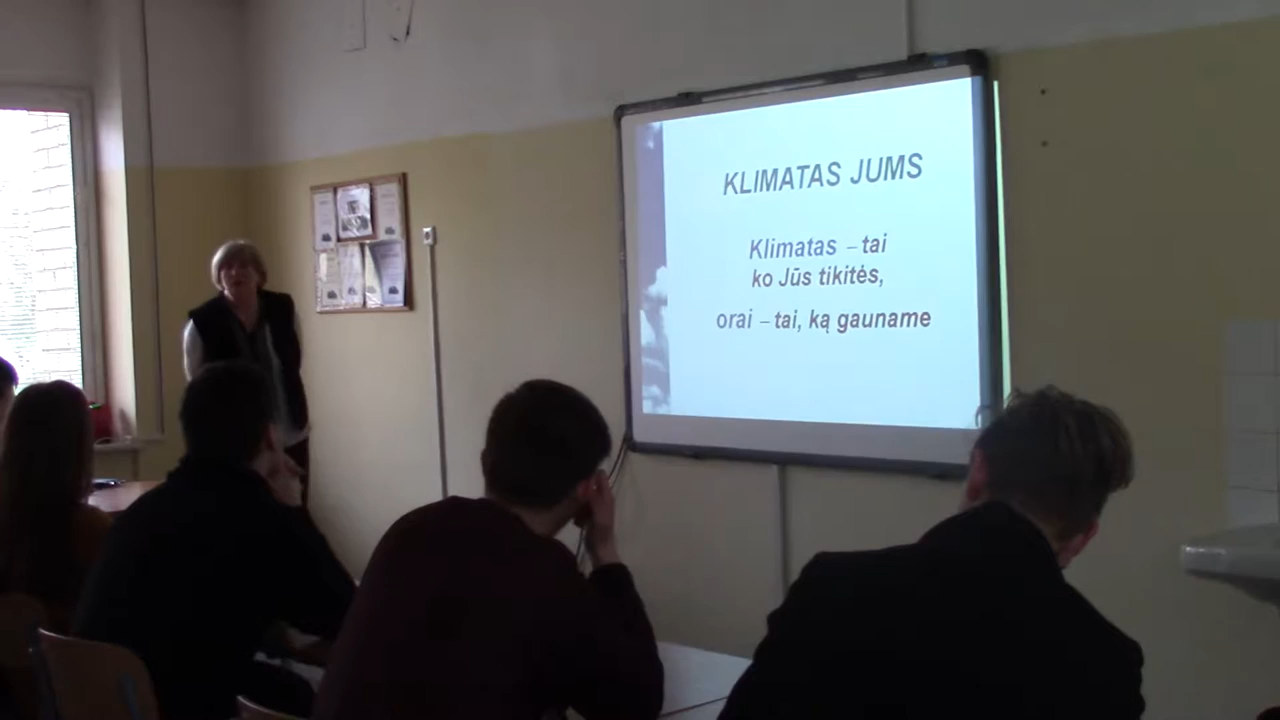 KLIMATAS JUMS
Klimatas – tai
ko Jūs tikitės,
orai – tai, ką gauname